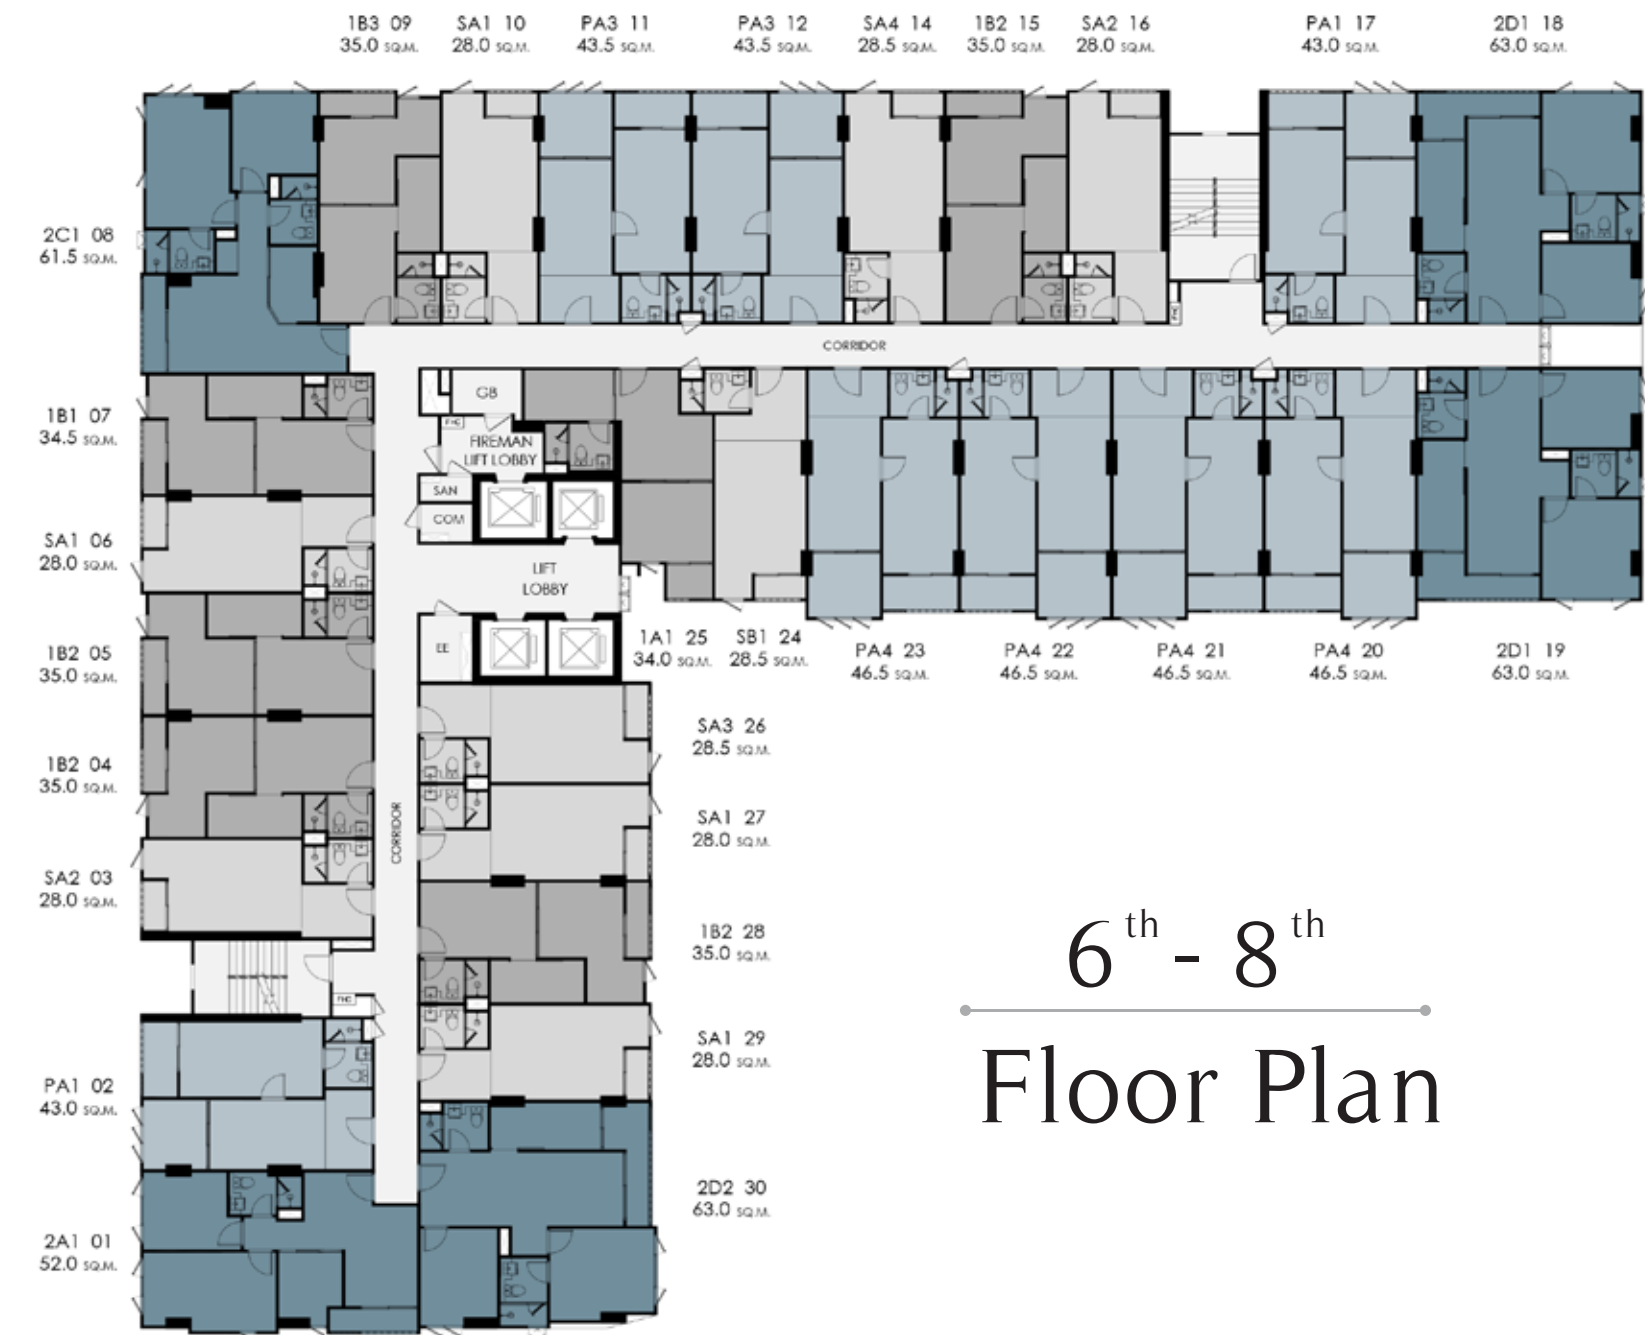 1B3 09
35.0 SQ.M.
SA1 10
28.0 SQ.M.
PA3 11
43.5 SQ.M.
PA3 12
43.5 SQ.M.
SA4 14
28.5 SQ.M.
1B2 15
35.0 SQ.M.
SA2 16
28.0 SQ.M.
PA1 17
43.0 SQ.M.
2D1 18
63.0 SQ.M.
2C1 08
61.5 SQ.M.
FHC
CORRIDOR
1B1 07
34.5 SQ.M.
GB
FHC
FIREMAN
LIFT LOBBY
SAN
COM
SA1 06
28.0 SQ.M.
LIFT
LOBBY
EE
1B2 05
35.0 SQ.M.
1A1 25
34.0 SQ.M.
SB1 24
28.5 SQ.M.
PA4 23
46.5 SQ.M.
PA4 22
46.5 SQ.M.
PA4 21
46.5 SQ.M.
PA4 20
46.5 SQ.M.
2D1 19
63.0 SQ.M.
1B2 04
35.0 SQ.M.
CORRIDOR
SA3 26
28.5 SQ.M.
SA1 27
28.0 SQ.M.
SA2 03
28.0 SQ.M.
1B2 28
35.0 SQ.M.
FHC
SA1 29
28.0 SQ.M.
PA1 02
43.0 SQ.M.
2D2 30
63.0 SQ.M.
2A1 01
52.0 SQ.M.
6th - 8th
Floor Plan